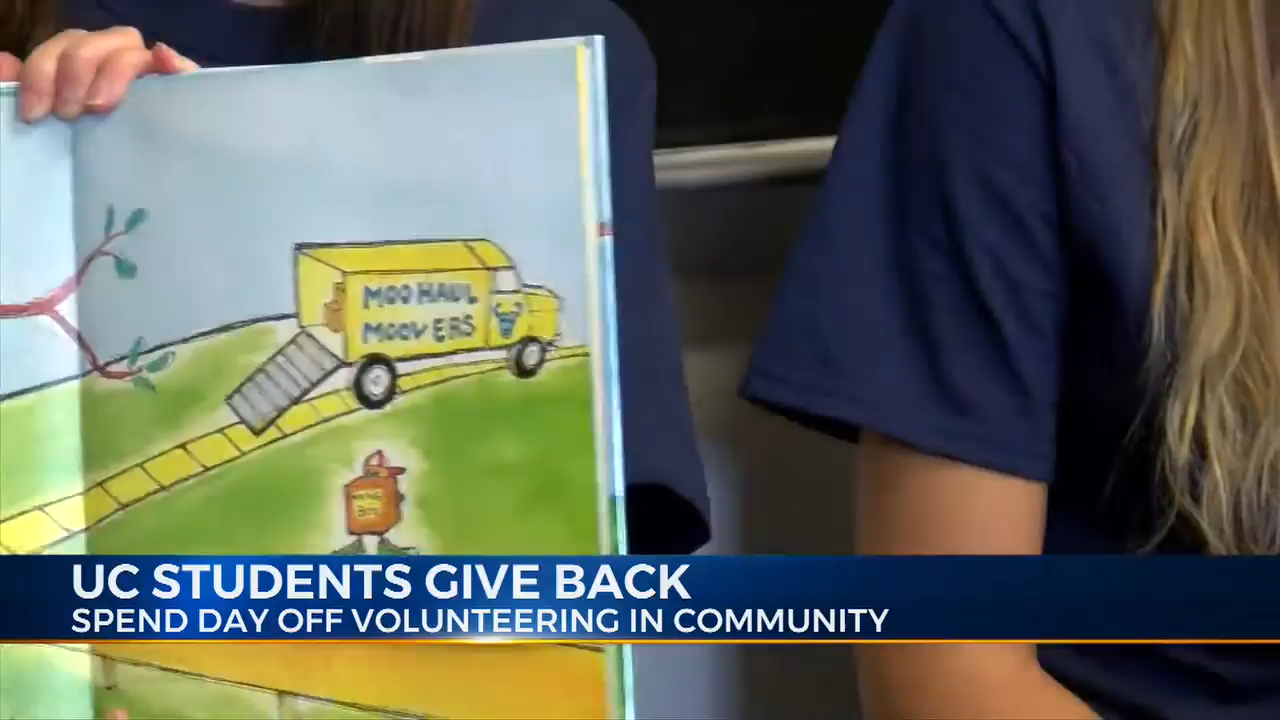 MOO HAUL
MOOVERS
UC STUDENTS GIVE BACK
SPEND DAY OFF VOLUNTEERING IN COMMUNITY